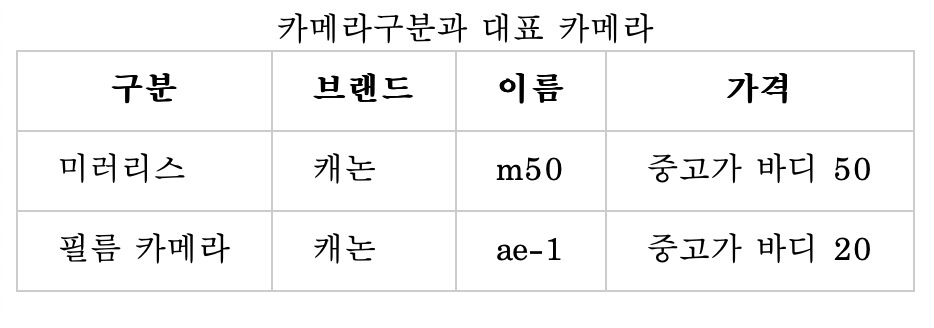 카메라구분과 대표 카메라
구분 브랜드 이름 가격
미러리스 캐논 m50 중고가 바디 50
필름 카메라 캐논 ae-1 중고가 바디 20